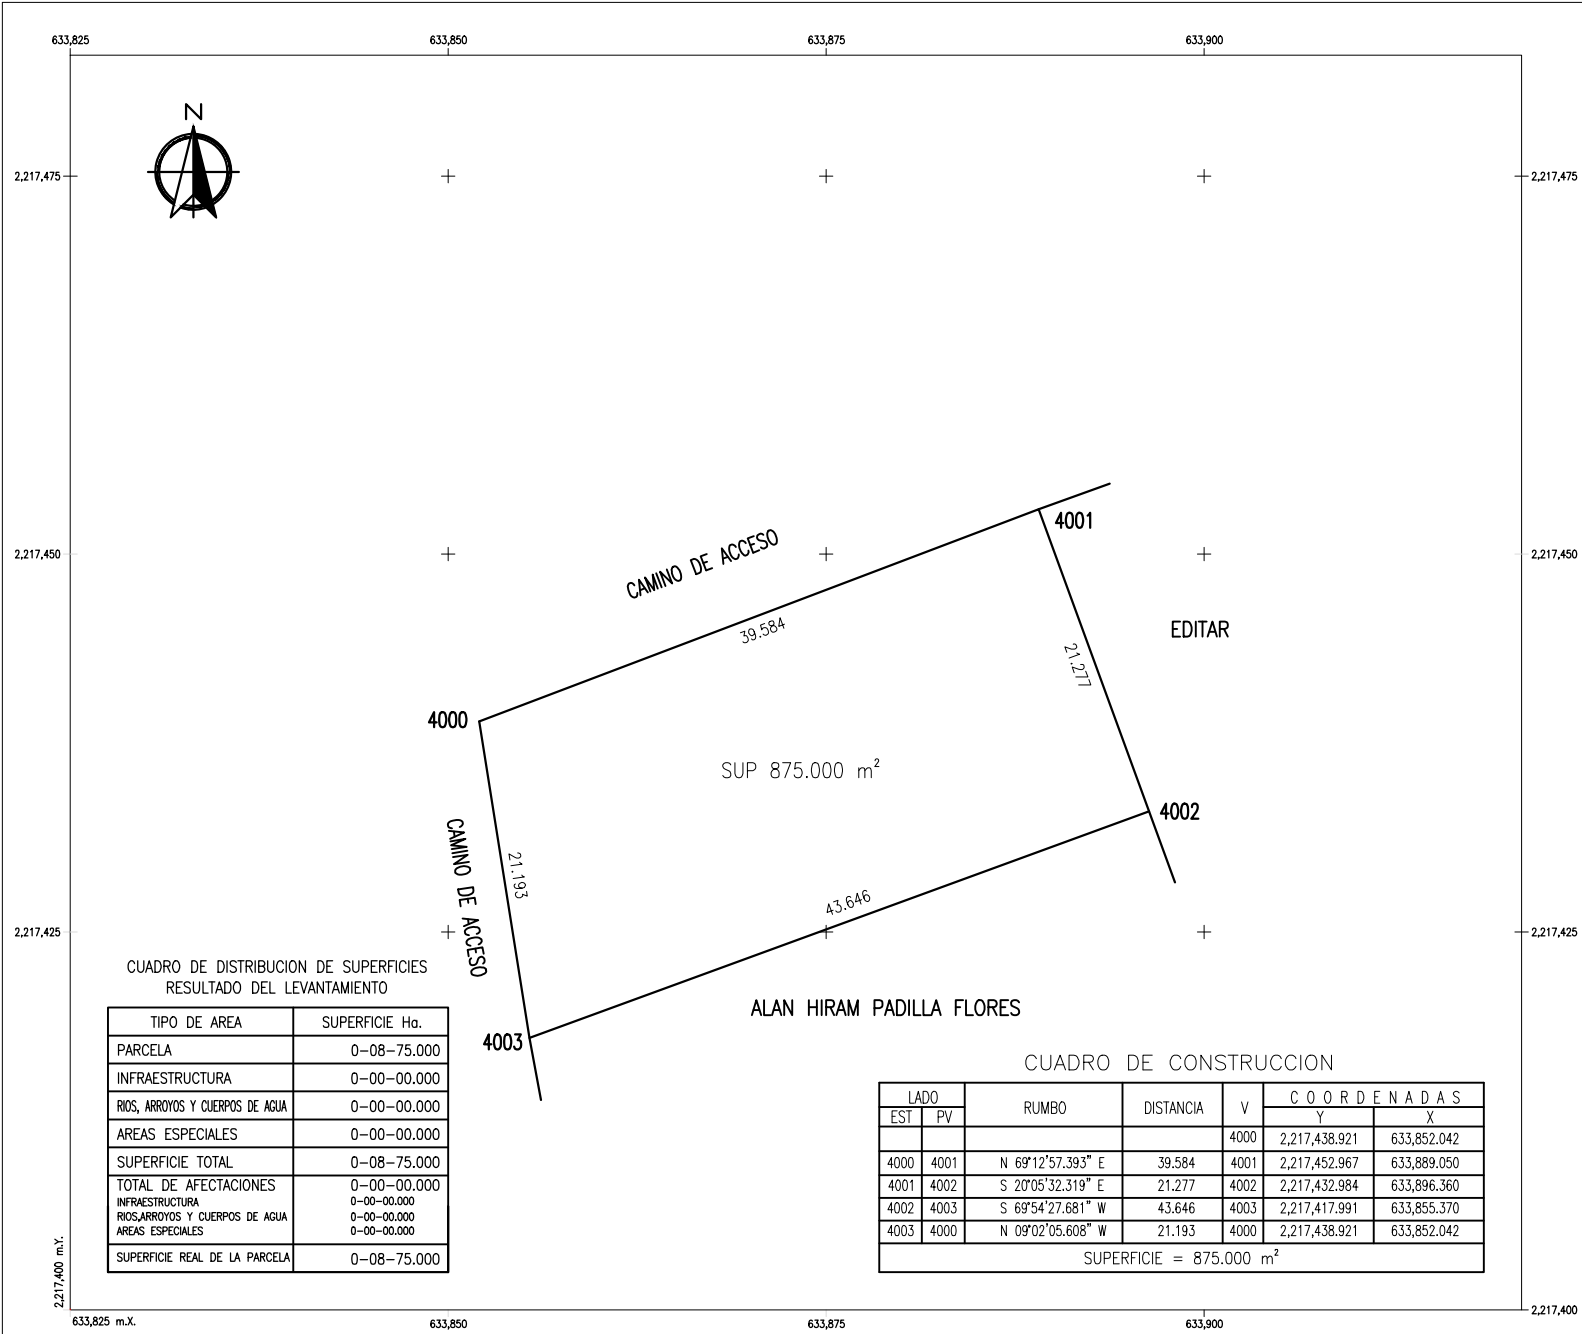 633,825 633,850 633,875 633,900
N
2,217,475 2,217,475
CAMINO DE ACCESO
4001
2,217,450 2,217,450
39.584
EDITAR
21.277
4000
SUP 875.000 m²
4002
CAMINO DE ACCESO
21.193
43.646
2,217,425 2,217,425
ALAN HIRAM PADILLA FLORES
4003
CUADRO DE DISTRIBUCION DE SUPERFICIES
RESULTADO DEL LEVANTAMIENTO
TIPO DE AREA SUPERFICIE Ha.
PARCELA 0-08-75.000
INFRAESTRUCTURA 0-00-00.000
RIOS, ARROYOS Y CUERPOS DE AGUA 0-00-00.000
AREAS ESPECIALES 0-00-00.000
SUPERFICIE TOTAL 0-08-75.000
TOTAL DE AFECTACIONES 0-00-00.000
INFRAESTRUCTURA 0-00-00.000
RIOS,ARROYOS Y CUERPOS DE AGUA 0-00-00.000
AREAS ESPECIALES 0-00-00.000
SUPERFICIE REAL DE LA PARCELA 0-08-75.000
CUADRO DE CONSTRUCCION
LADO RUMBO DISTANCIA V COORDENADAS
EST PV Y X
4000 2,217,438.921 633,852.042
4000 4001 N 69°12'57.393" E 39.584 4001 2,217,452.967 633,889.050
4001 4002 S 20°05'32.319" E 21.277 4002 2,217,432.984 633,896.360
4002 4003 S 69°54'27.681" W 43.646 4003 2,217,417.991 633,855.370
4003 4000 N 09°02'05.608" W 21.193 4000 2,217,438.921 633,852.042
SUPERFICIE = 875.000 m²
2,217,400 m.Y.
2,217,400
633,825 m.X. 633,850 633,875 633,900